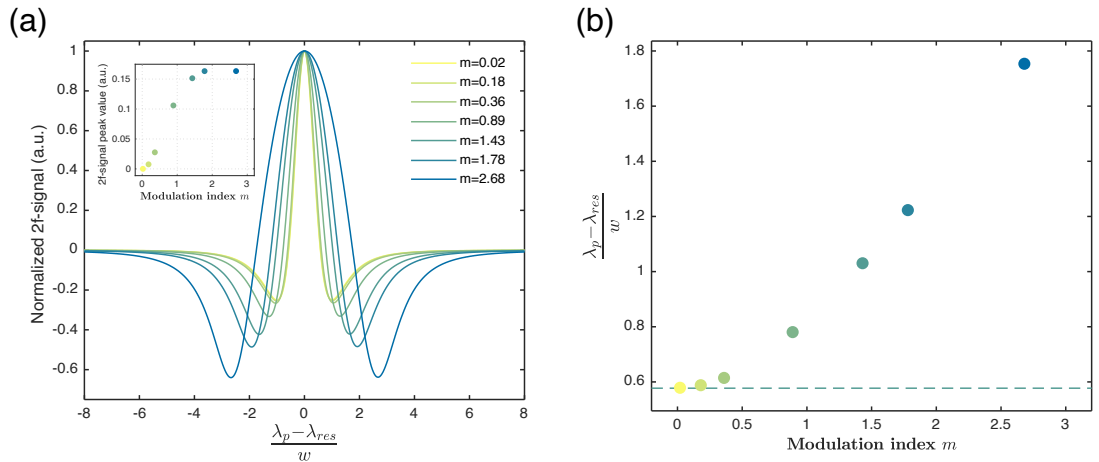 (a)
Normalized 2f-signal (a.u.)
1
0.8
0.6
0.4
0.2
0
-0.2
-0.4
-0.6
-8
-6
-4
-2
0
2
4
6
8
λ_p − λ_res
w
2f-signal peak value (a.u.)
0.15
0.1
0.05
0
0
1
2
3
Modulation index m
m=0.02
m=0.18
m=0.36
m=0.89
m=1.43
m=1.78
m=2.68
(b)
λ_p − λ_res
w
1.8
1.6
1.4
1.2
1
0.8
0.6
0
0.5
1
1.5
2
2.5
3
Modulation index m